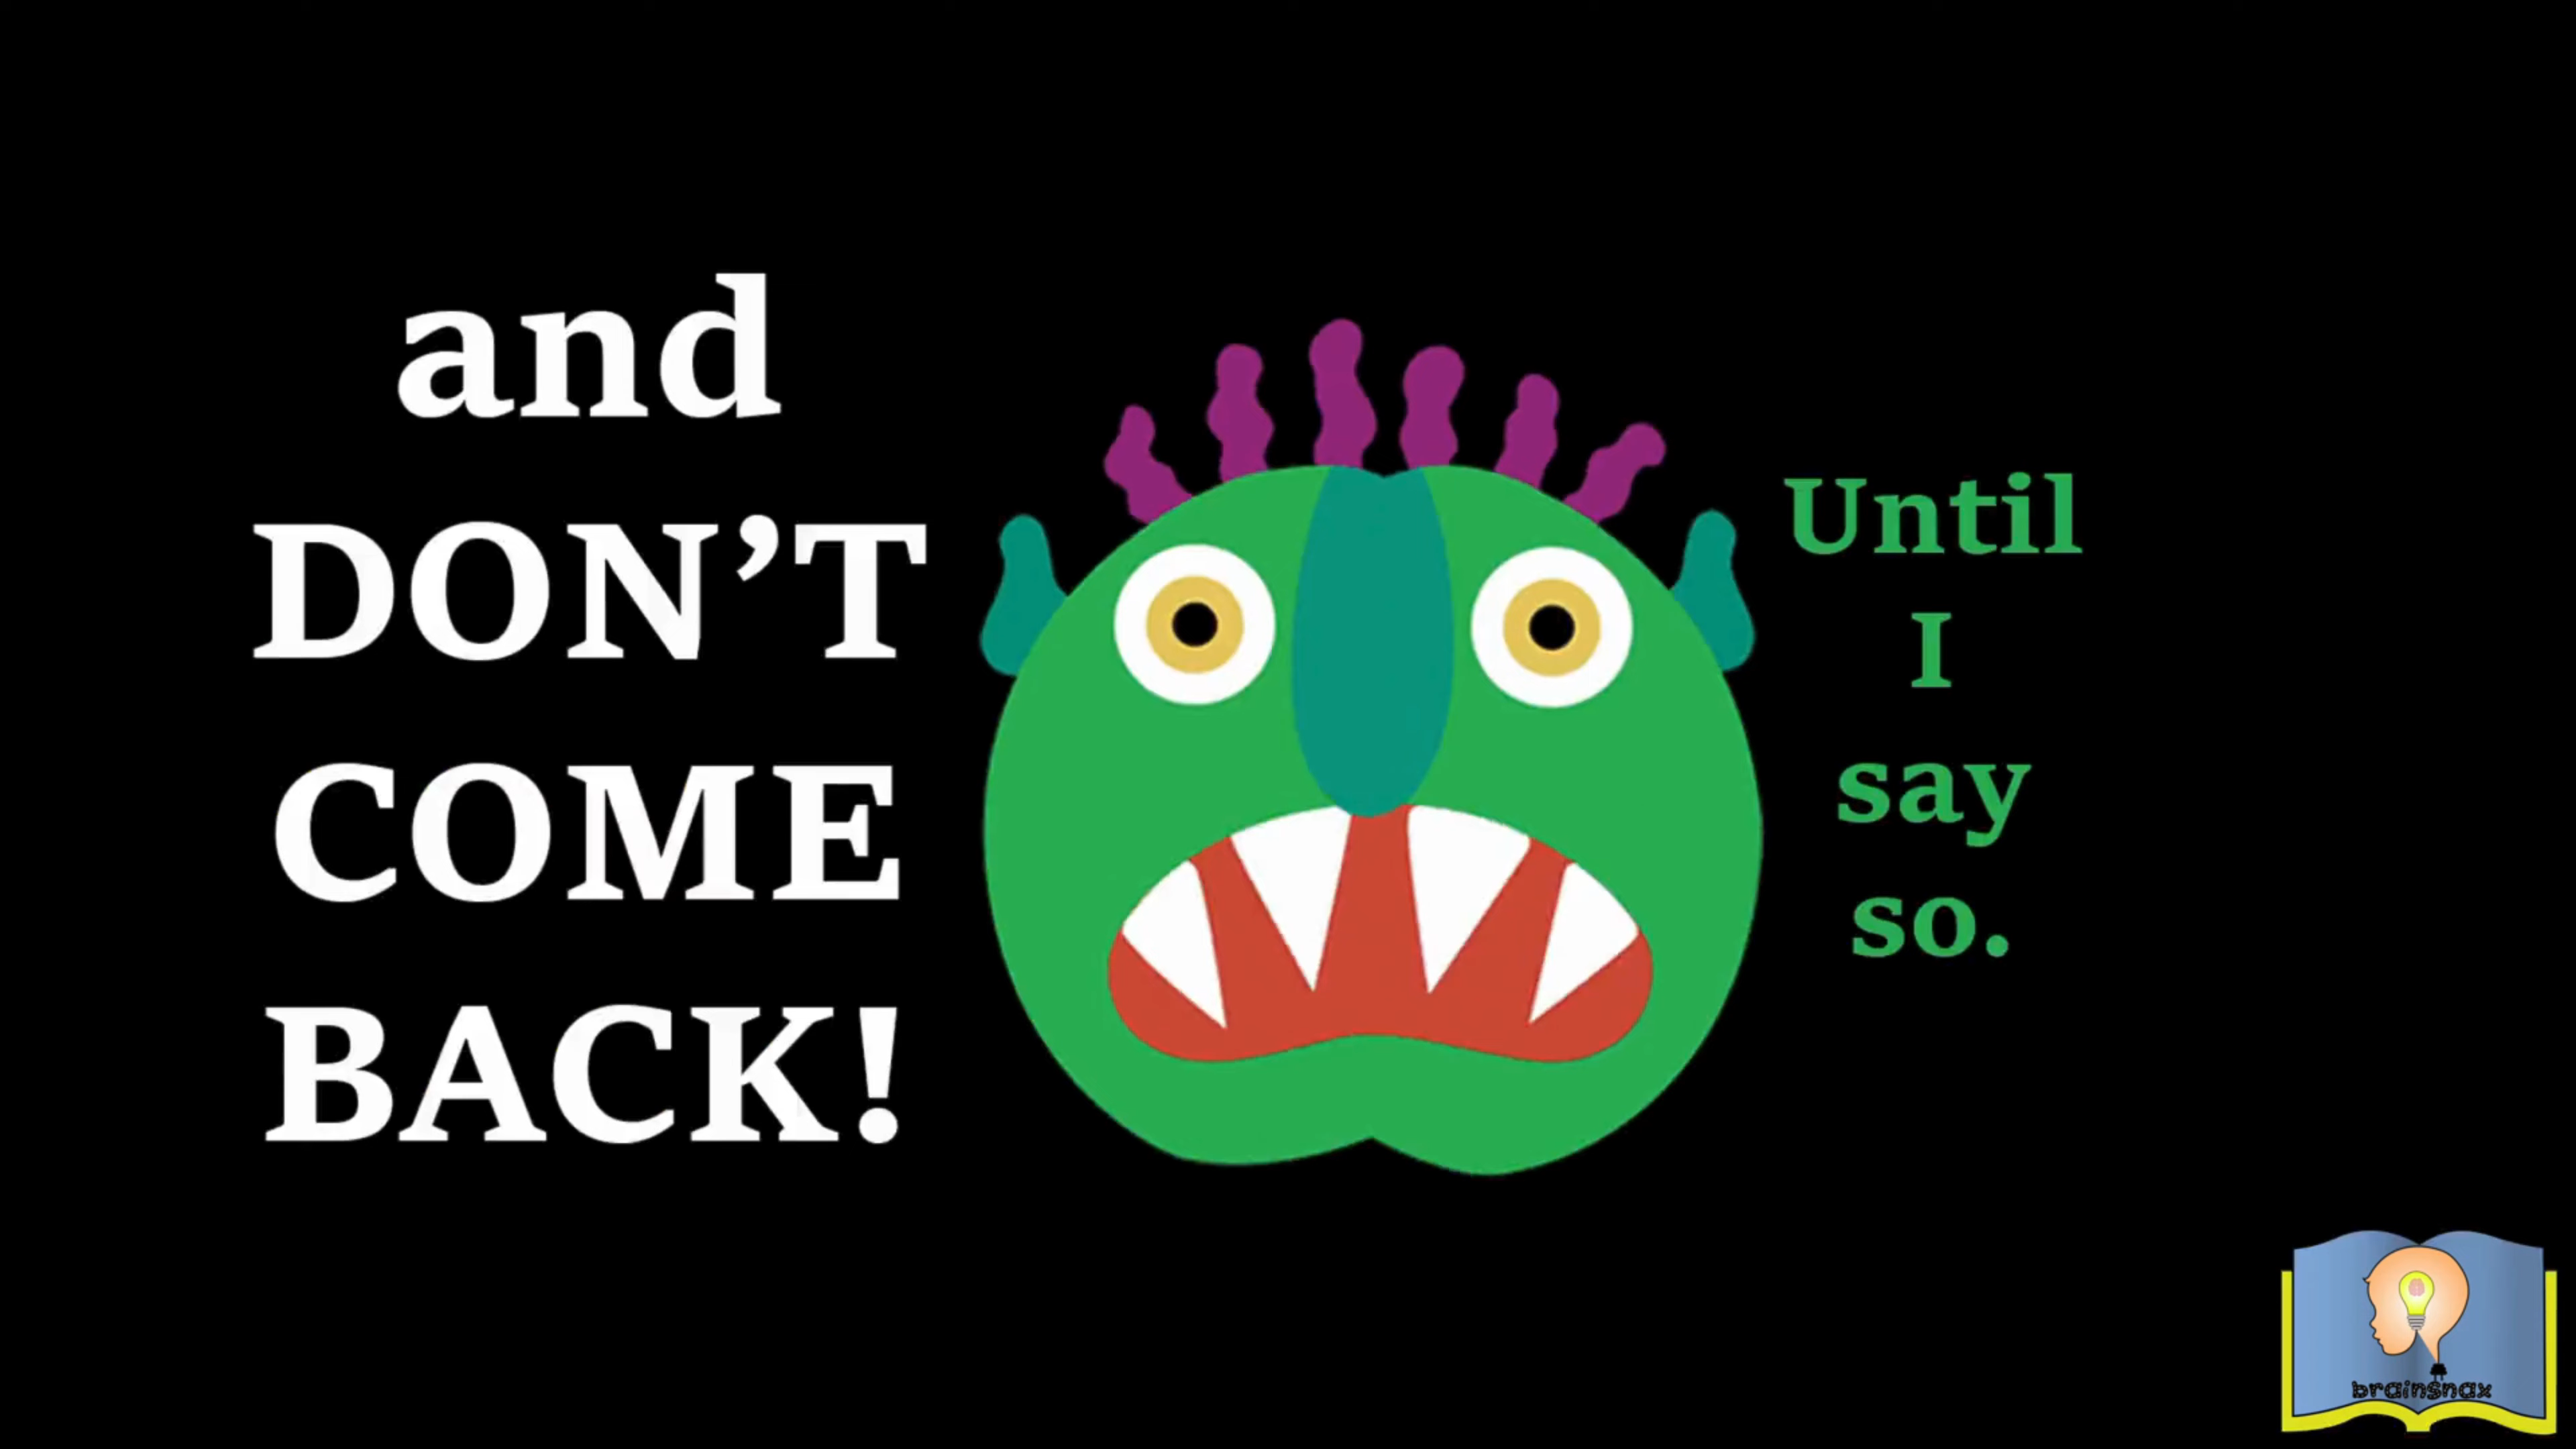 and
DON’T
COME
BACK!
Until
I
say
so.
brainsnax